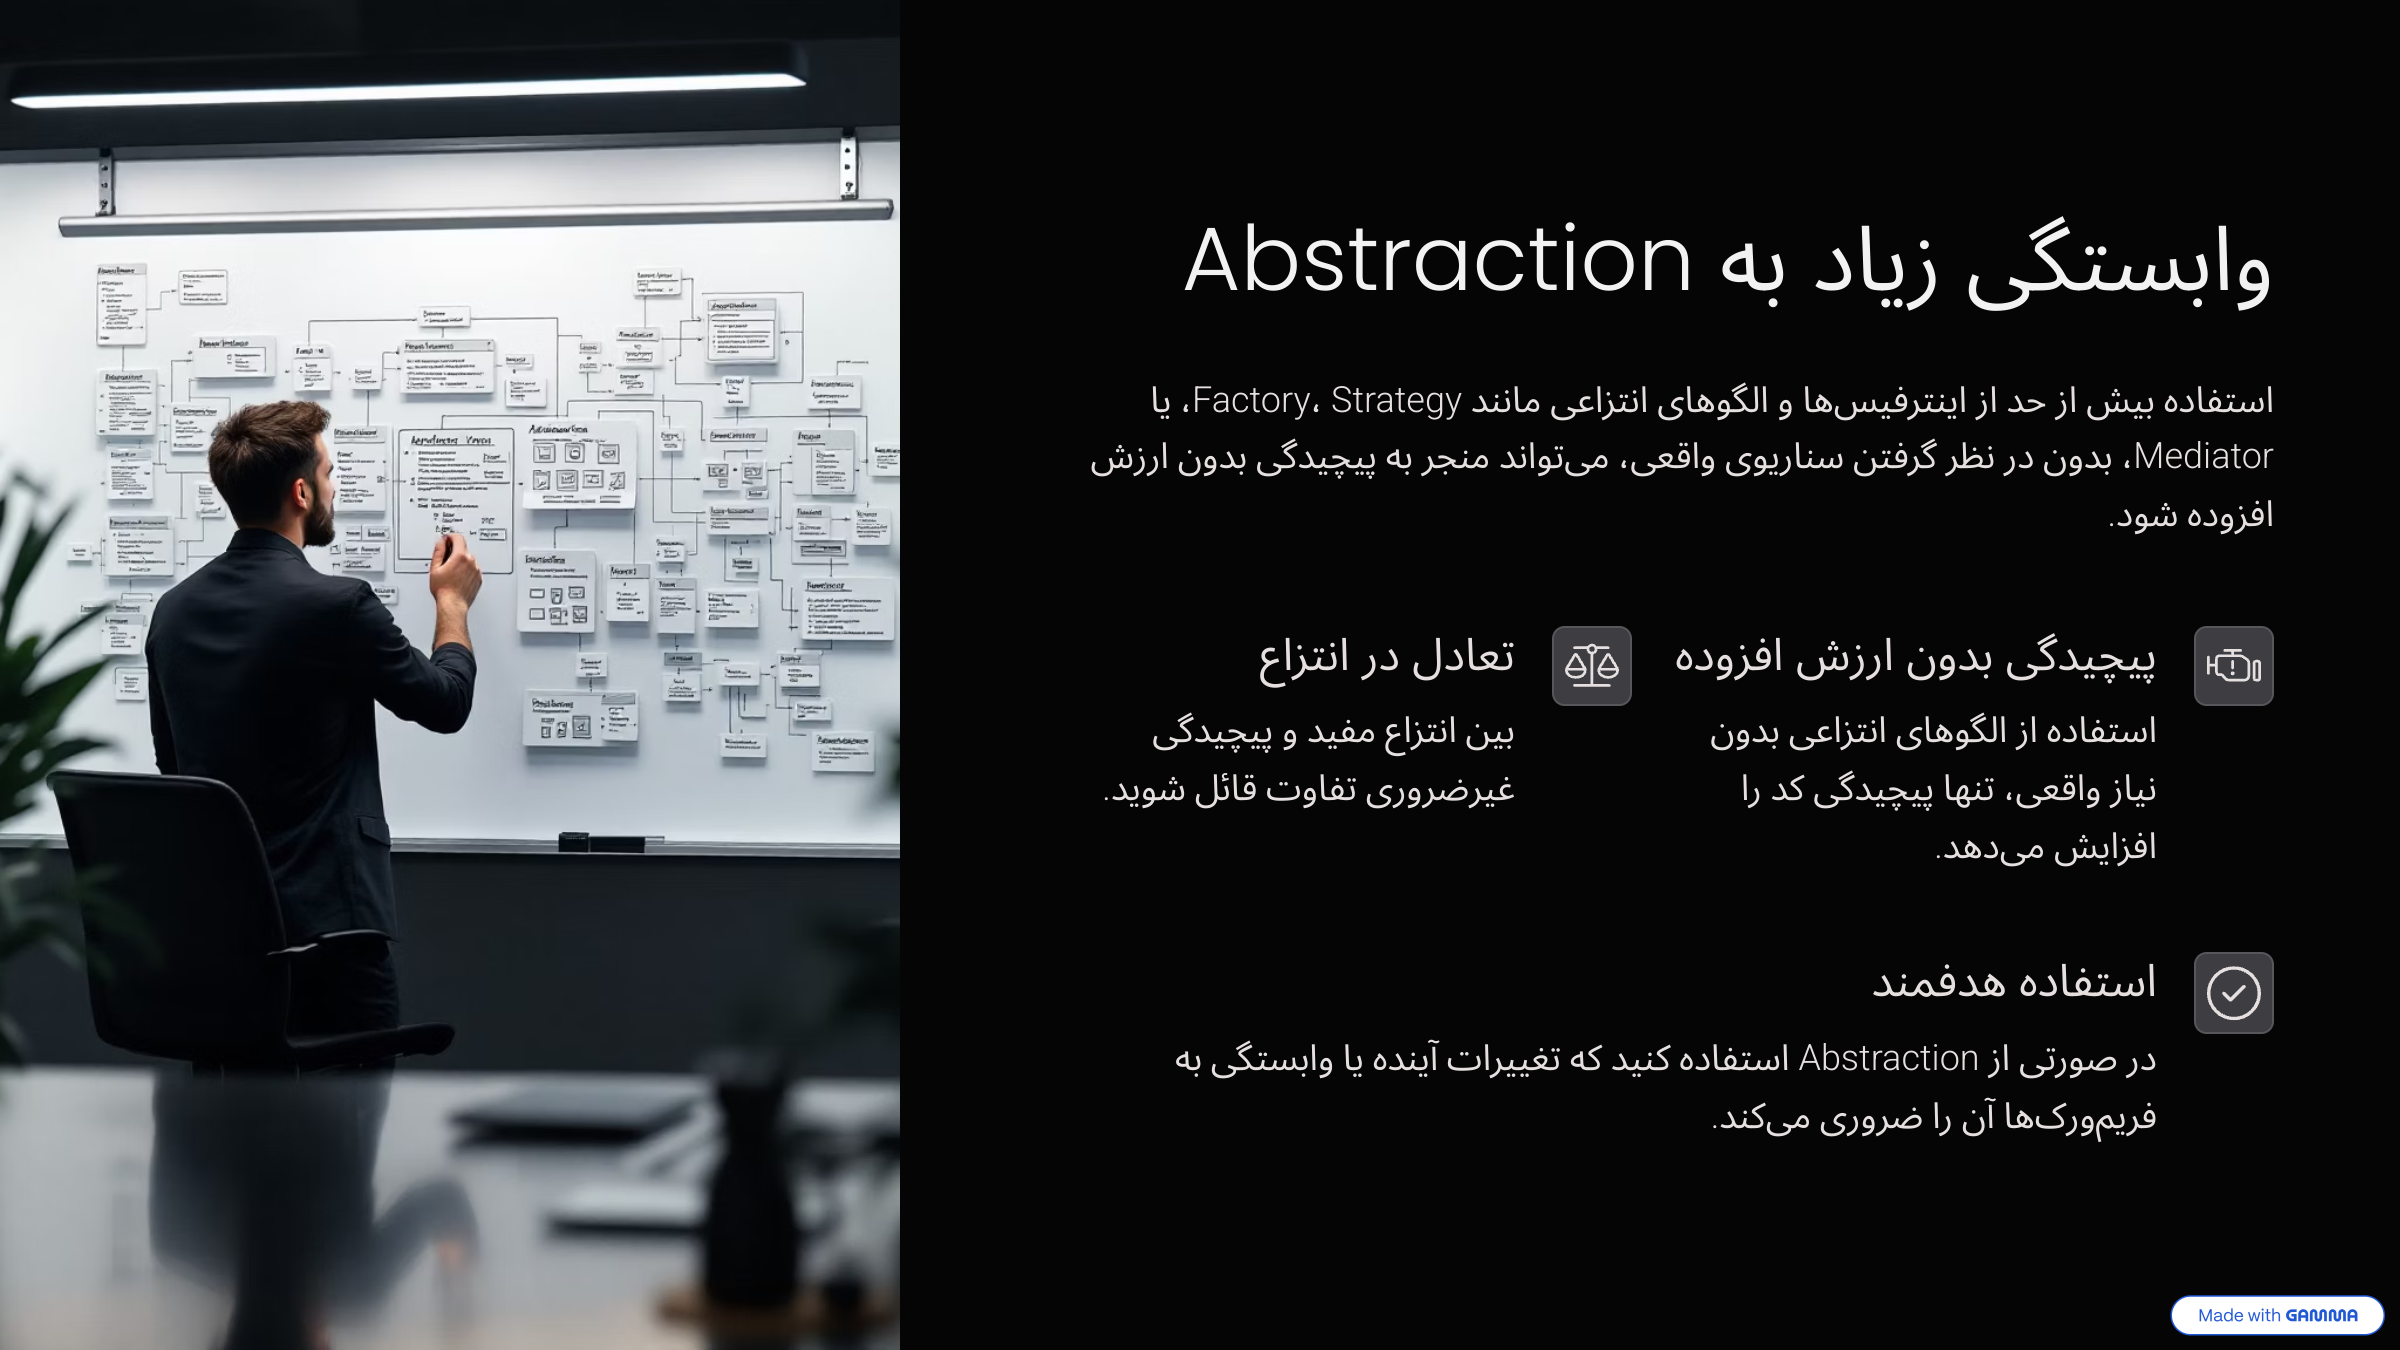 وابستگی زیاد به Abstraction
استفاده بیش از حد از اینترفیس‌ها و الگوهای انتزاعی مانند Factory، Strategy، یا
Mediator، بدون در نظر گرفتن سناریوی واقعی، می‌تواند منجر به پیچیدگی بدون ارزش
افزوده شود.
پیچیدگی بدون ارزش افزوده
استفاده از الگوهای انتزاعی بدون
نیاز واقعی، تنها پیچیدگی کد را
افزایش می‌دهد.
تعادل در انتزاع
بین انتزاع مفید و پیچیدگی
غیرضروری تفاوت قائل شوید.
استفاده هدفمند
در صورتی از Abstraction استفاده کنید که تغییرات آینده یا وابستگی به
فریم‌ورک‌ها آن را ضروری می‌کند.
Made with GAMMA